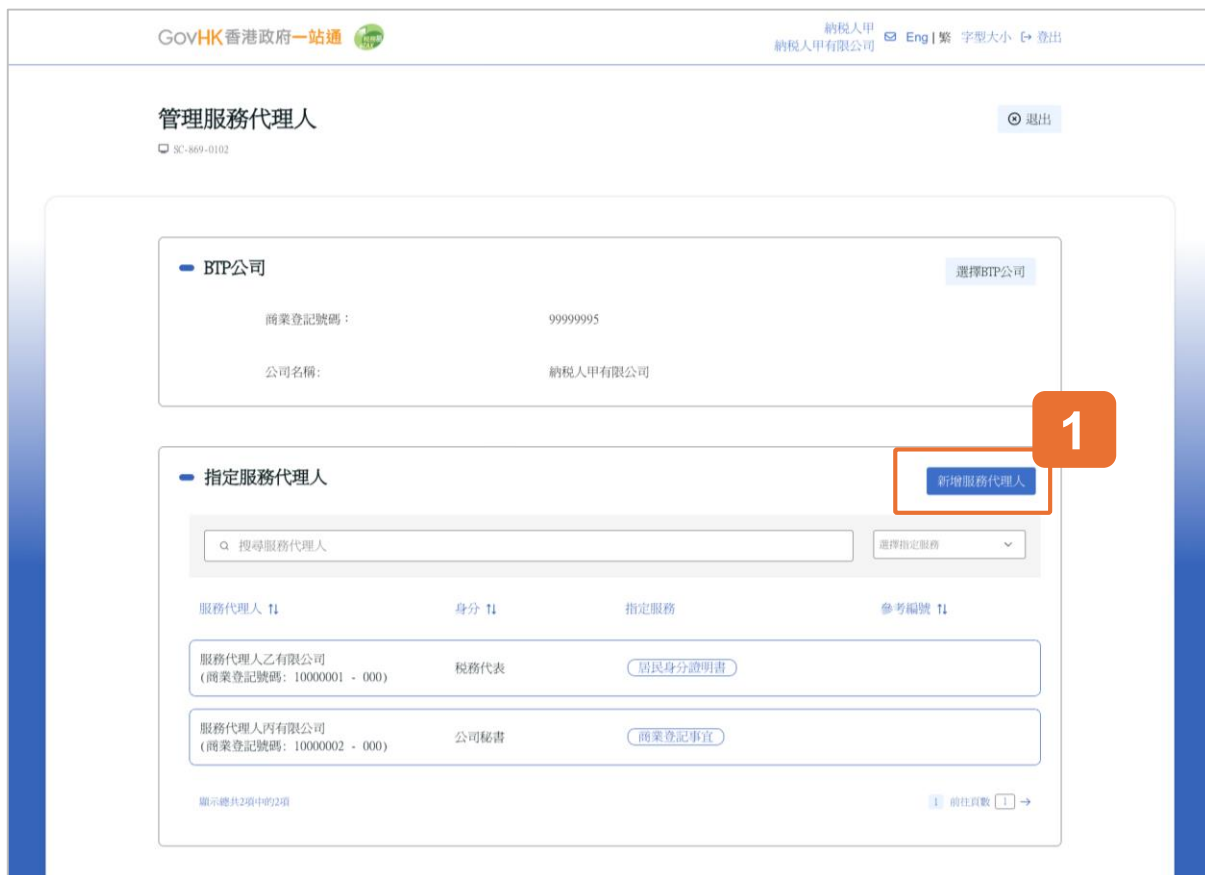 GovHK香港政府一站通
納税人甲
納税人甲有限公司
Eng | 繁 字型大小 登出
管理服務代理人
退出
SC-869-0102
BTP公司
選擇BTP公司
商業登記號碼：
99999995
公司名稱:
納税人甲有限公司
1
指定服務代理人
新增服務代理人
搜尋服務代理人
選擇指定服務
服務代理人 身分 指定服務 參考編號
服務代理人乙有限公司
(商業登記號碼: 10000001 - 000)
税務代表
居民身分證明書
服務代理人丙有限公司
(商業登記號碼: 10000002 - 000)
公司秘書
商業登記事宜
顯示總共2項中的2項
1 前往頁數 1